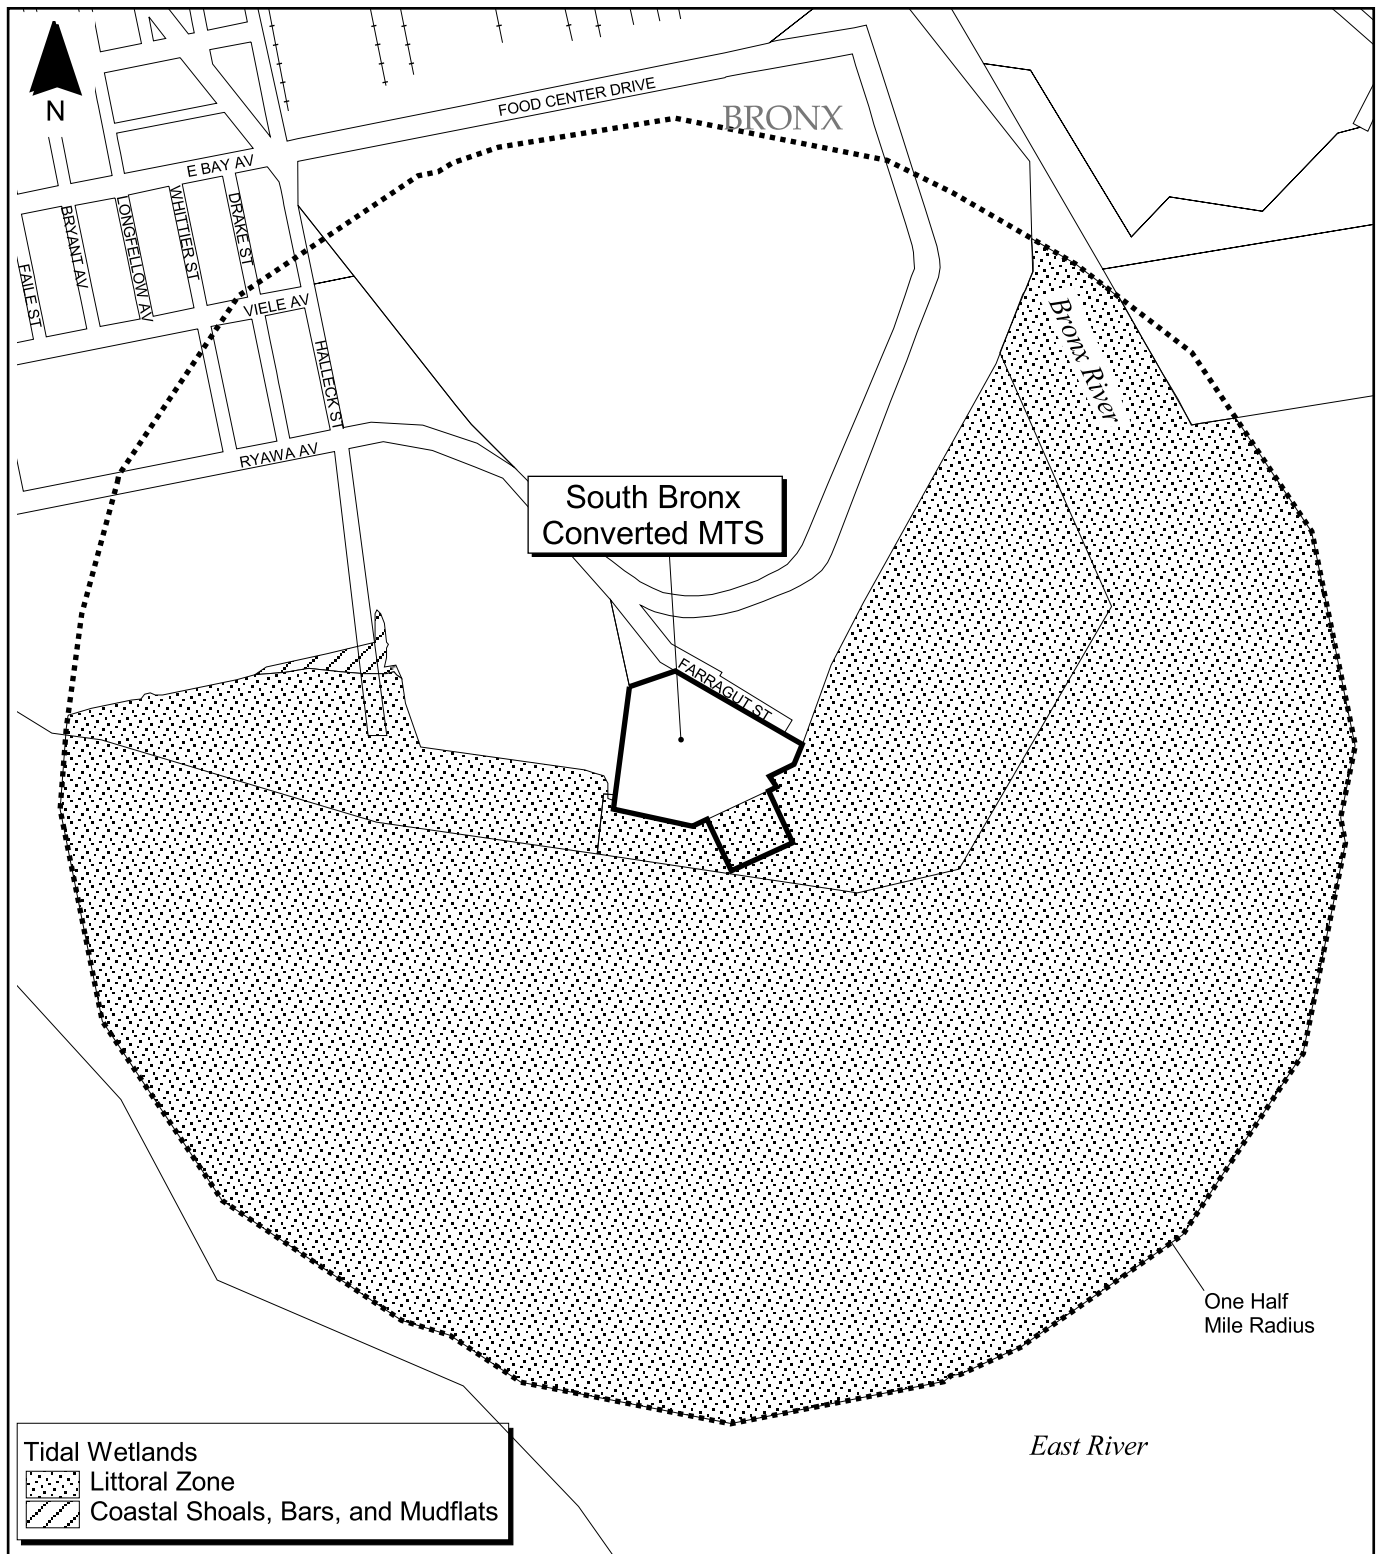 N
FOOD CENTER DRIVE
BRONX
E BAY AV
BRYANT AV
LONGFELLOW AV
WHITTIER ST
DRAKE ST
FAILE ST
VIELE AV
HALLECK ST
RYAWA AV
Bronx River
South Bronx
Converted MTS
FARRAGUT ST
One Half
Mile Radius
East River
Tidal Wetlands
Littoral Zone
Coastal Shoals, Bars, and Mudflats